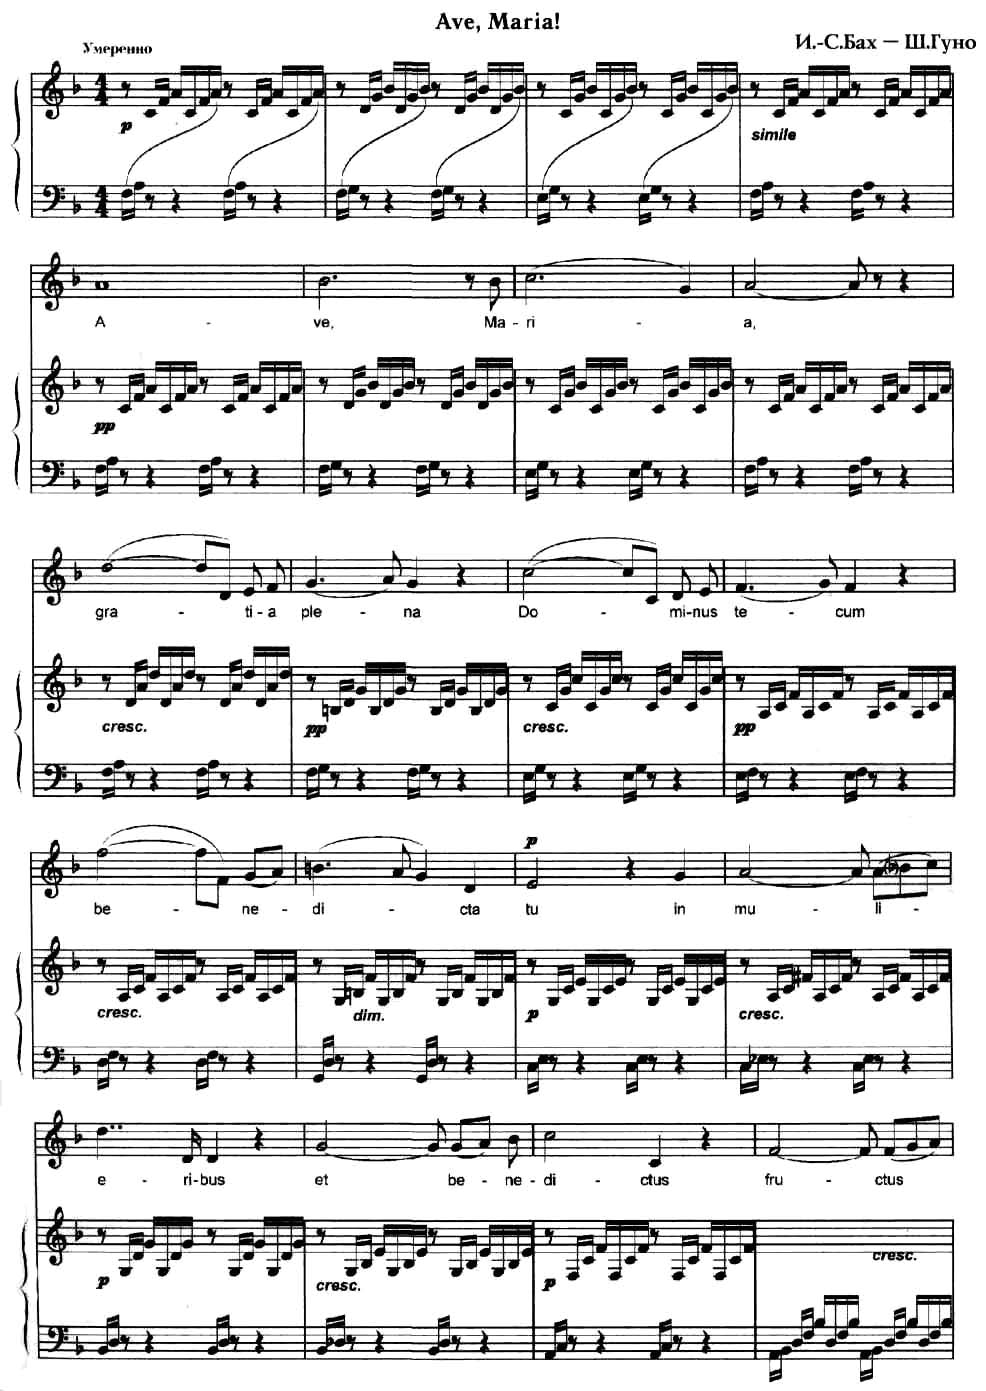 Ave, Maria!
Умеренно
И.-С.Бах — Ш.Гуно
p
simile
A - ve, Ma - ri - a,
pp
gra - ti-a ple - na Do - mi-nus te - cum
cresc. pp cresc. pp
p
be - ne - di - cta tu in mu - li -
cresc. dim. p cresc.
e - ri-bus et be - ne-di - ctus fru - ctus
p cresc. p cresc.